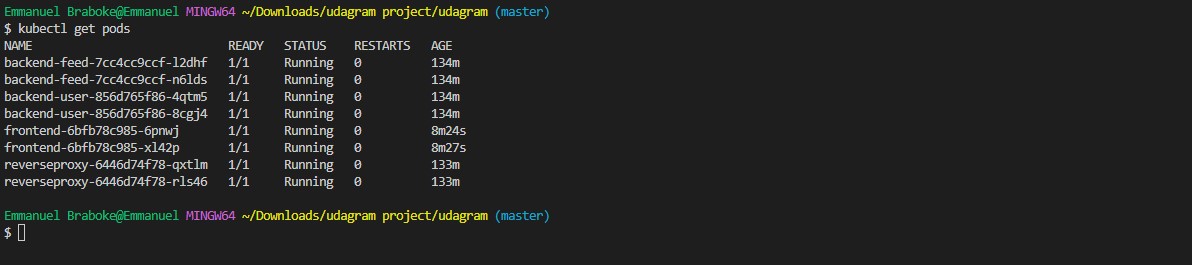 Emmanuel Braboke@Emmanuel MINGW64 ~/Downloads/udagram project/udagram (master)
$ kubectl get pods
NAME READY STATUS RESTARTS AGE
backend-feed-7cc4cc9ccf-l2dhf 1/1 Running 0 134m
backend-feed-7cc4cc9ccf-n6lds 1/1 Running 0 134m
backend-user-856d765f86-4qtm5 1/1 Running 0 134m
backend-user-856d765f86-8cgj4 1/1 Running 0 134m
frontend-6bfb78c985-6pnwj 1/1 Running 0 8m24s
frontend-6bfb78c985-xl42p 1/1 Running 0 8m27s
reverseproxy-6446d74f78-qxtlm 1/1 Running 0 133m
reverseproxy-6446d74f78-rls46 1/1 Running 0 133m
Emmanuel Braboke@Emmanuel MINGW64 ~/Downloads/udagram project/udagram (master)
$